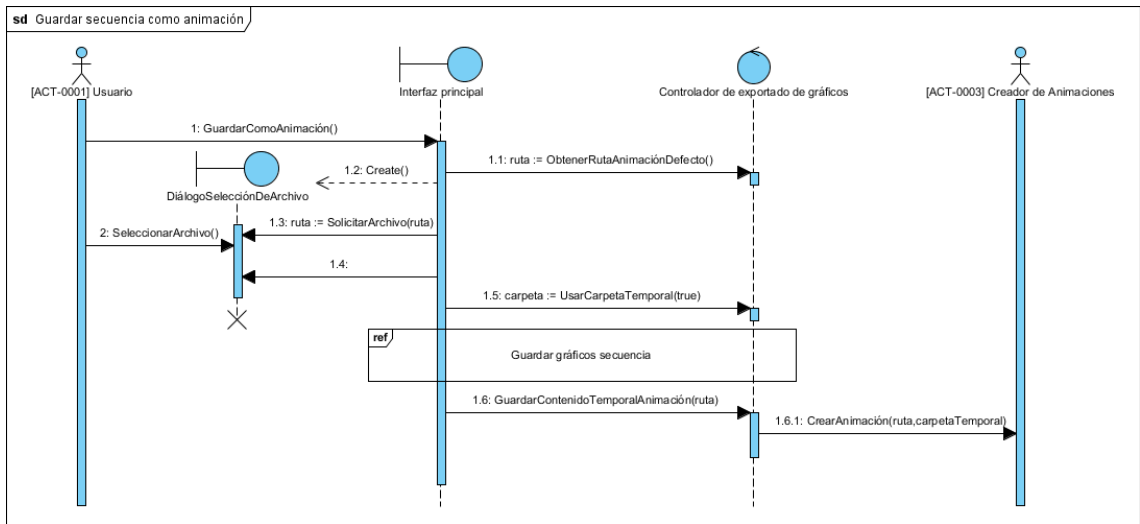 sd Guardar secuencia como animación
[ACT-0001] Usuario
Interfaz principal
Controlador de exportado de gráficos
[ACT-0003] Creador de Animaciones
1: GuardarComoAnimación()
1.1: ruta := ObtenerRutaAnimaciónDefecto()
1.2: Create()
DiálogoSelecciónDeArchivo
1.3: ruta := SolicitarArchivo(ruta)
2: SeleccionarArchivo()
1.4:
1.5: carpeta := UsarCarpetaTemporal(true)
ref
Guardar gráficos secuencia
1.6: GuardarContenidoTemporalAnimación(ruta)
1.6.1: CrearAnimación(ruta,carpetaTemporal)